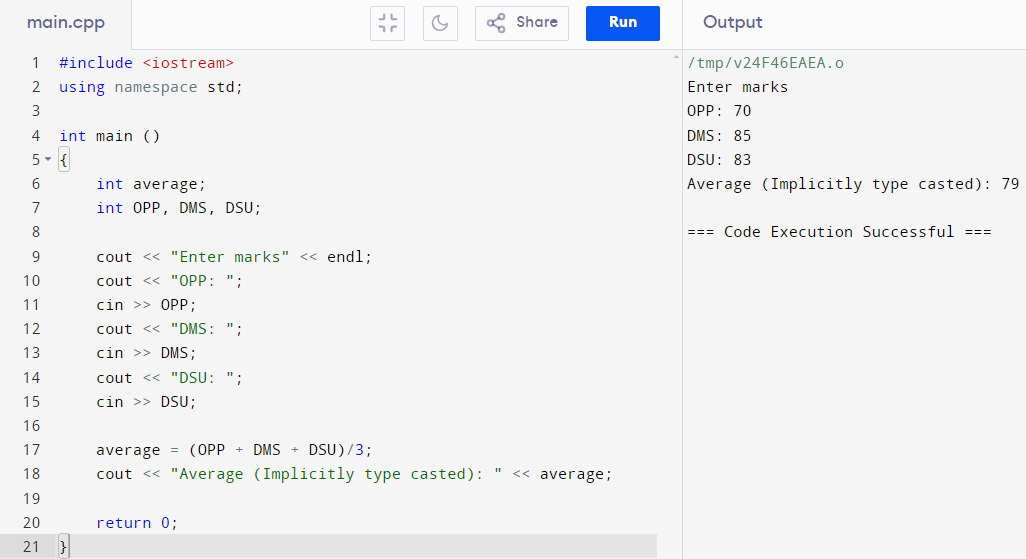 main.cpp
Share
Run
Output
1 #include <iostream>
2 using namespace std;
3
4 int main ()
5 {
6 int average;
7 int OPP, DMS, DSU;
8
9 cout << "Enter marks" << endl;
10 cout << "OPP: ";
11 cin >> OPP;
12 cout << "DMS: ";
13 cin >> DMS;
14 cout << "DSU: ";
15 cin >> DSU;
16
17 average = (OPP + DMS + DSU)/3;
18 cout << "Average (Implicitly type casted): " << average;
19
20 return 0;
21 }
/tmp/v24F46EAEA.o
Enter marks
OPP: 70
DMS: 85
DSU: 83
Average (Implicitly type casted): 79
=== Code Execution Successful ===